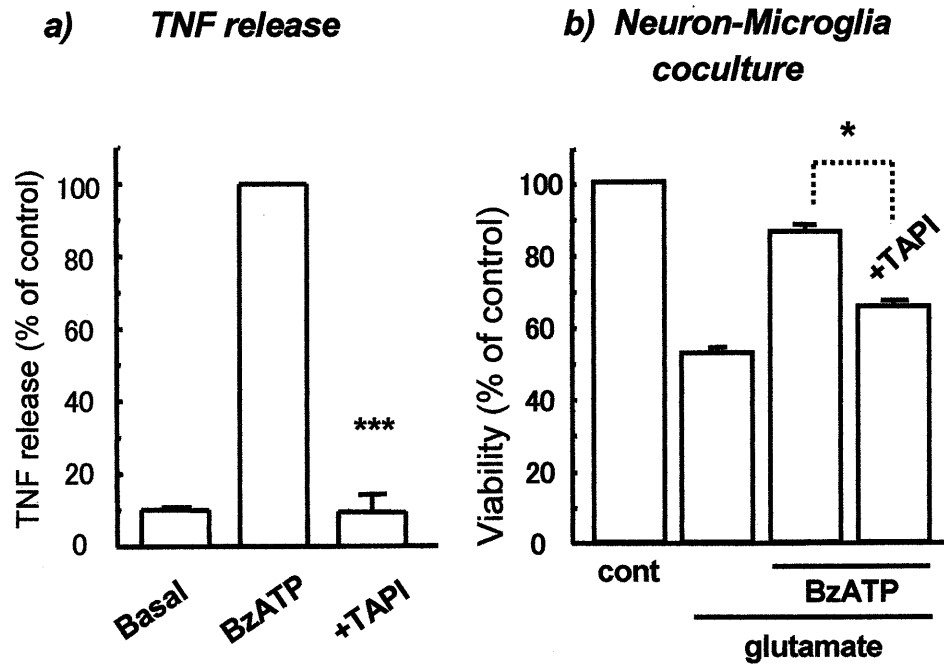 a) TNF release
TNF release (% of control)
100
80
60
40
20
0
***
Basal
BzATP
+TAPI
b) Neuron-Microglia
coculture
Viability (% of control)
100
80
60
40
20
0
*
+TAPI
cont
BzATP
glutamate